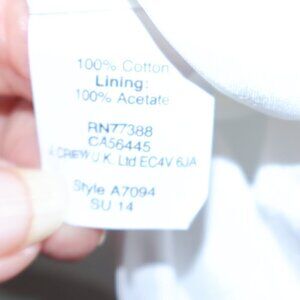 100% Cotton
Lining:
100% Acetate
RN77388
CA56445
J.CREW U.K. Ltd EC4V 6JA
Style A7094
SU 14